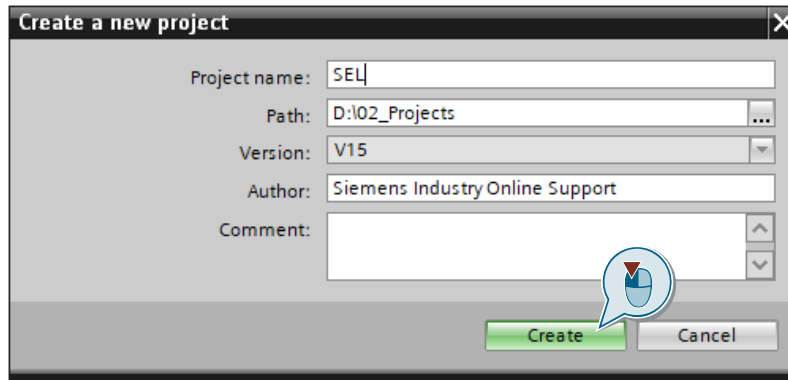 Create a new project
Project name: SEL
Path: D:\02_Projects
...
Version: V15
Author: Siemens Industry Online Support
Comment:
Create Cancel